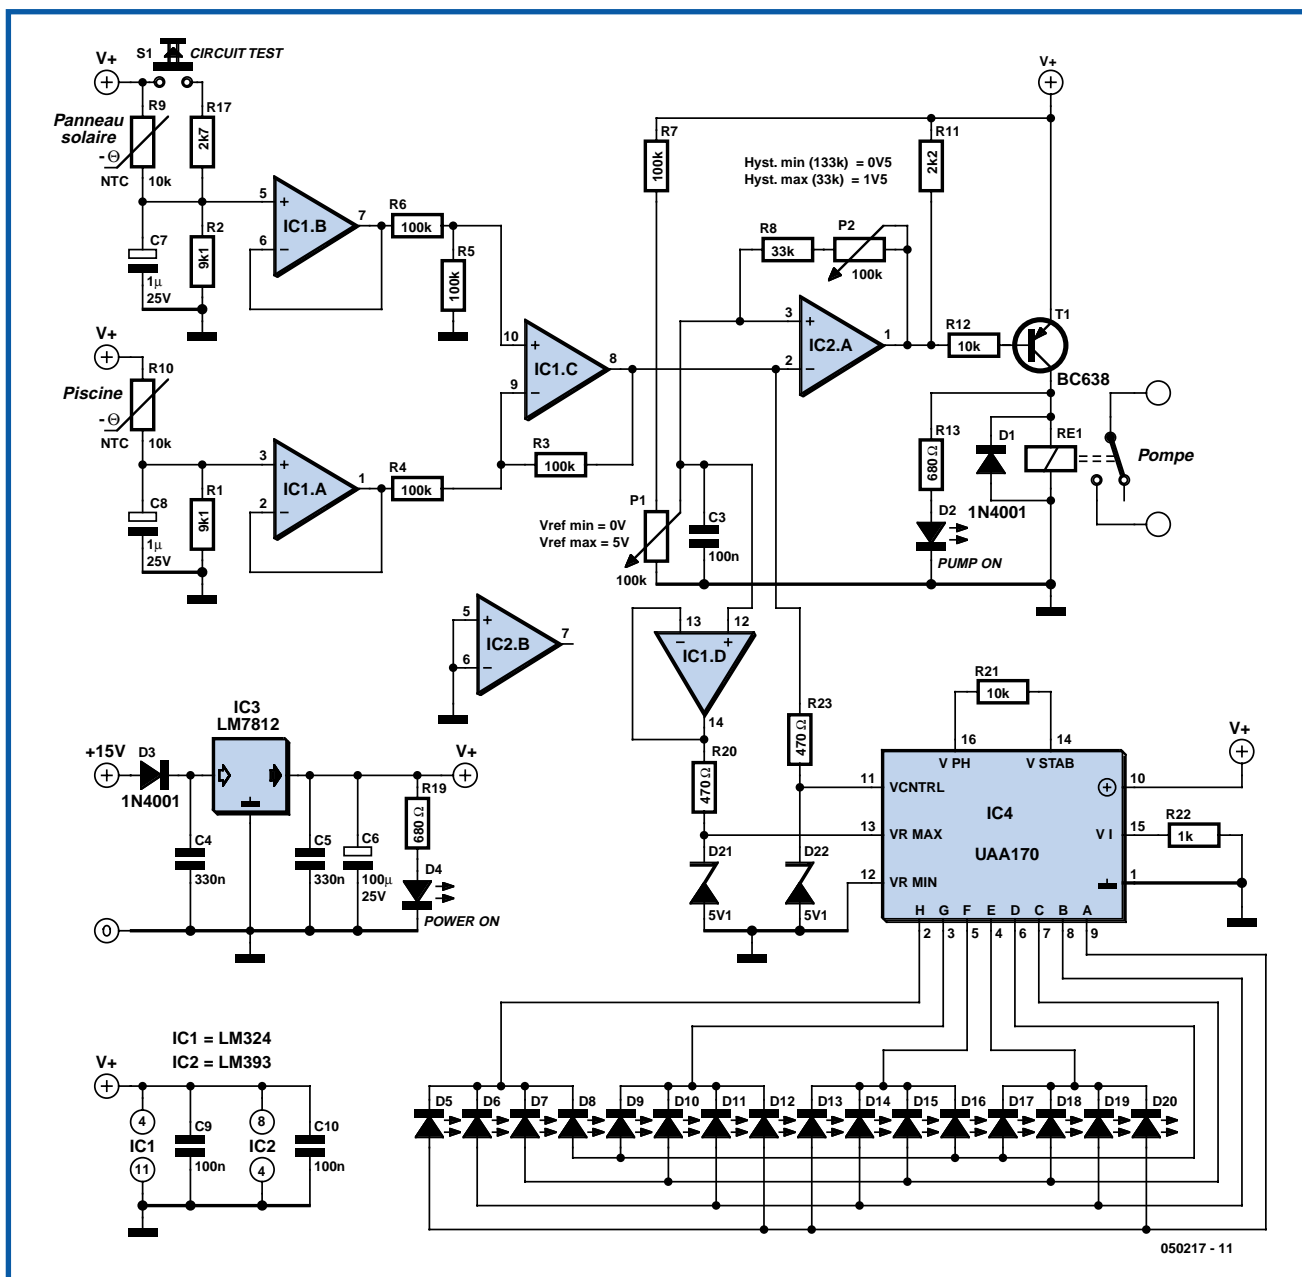 S1
CIRCUIT TEST
V+
R9
R17
Panneau
solaire
2k7
-Θ
NTC
10k
5
+
IC1.B
7
6
−
R6
100k
R5
100k
C7
R2
9k1
1µ
25V
V+
R10
Piscine
-Θ
NTC
10k
3
+
IC1.A
1
2
−
R4
100k
C8
R1
9k1
1µ
25V
10
+
IC1.C
8
9
−
R3
100k
V+
R7
100k
R11
2k2
Hyst. min (133k) = 0V5
Hyst. max (33k) = 1V5
R8
33k
P2
100k
3
+
IC2.A
1
2
−
R12
10k
T1
BC638
R13
680Ω
D1
1N4001
RE1
Pompe
D2
PUMP ON
P1
Vref min = 0V
Vref max = 5V
100k
C3
100n
5
+
IC2.B
7
6
−
13
12
−
+
IC1.D
14
R20
470Ω
R23
470Ω
R21
10k
16
14
V PH
V STAB
V+
11
VCNTRL
10
+
IC4
R22
1k
13
VR MAX
15
V I
UAA170
12
VR MIN
1
H G F E D C B A
2 3 5 4 6 7 8 9
D21
5V1
D22
5V1
IC3
LM7812
+15V
D3
1N4001
V+
R19
680Ω
C4
330n
C5
330n
C6
100µ
25V
D4
POWER ON
0
IC1 = LM324
IC2 = LM393
V+
4
IC1
11
C9
100n
8
IC2
4
C10
100n
D5 D6 D7 D8 D9 D10 D11 D12 D13 D14 D15 D16 D17 D18 D19 D20
050217 - 11